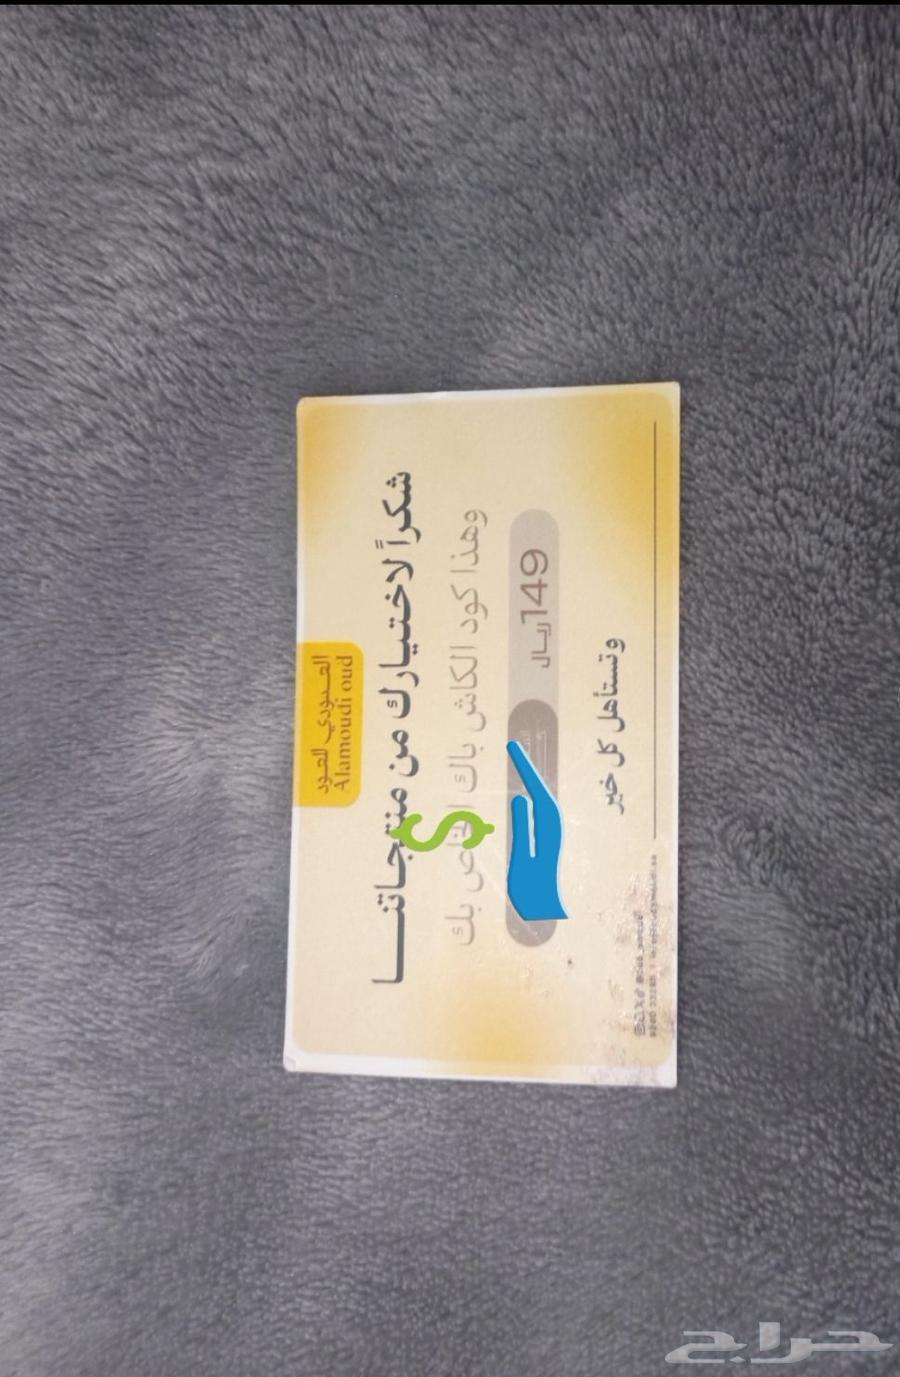 العمودي للعود
Alamoudi oud
شكراً لاختيارك من منتجاتنا
وهذا كود الكاش باك الخاص بك
149 ريال
وتستأهل كل خير
حراج